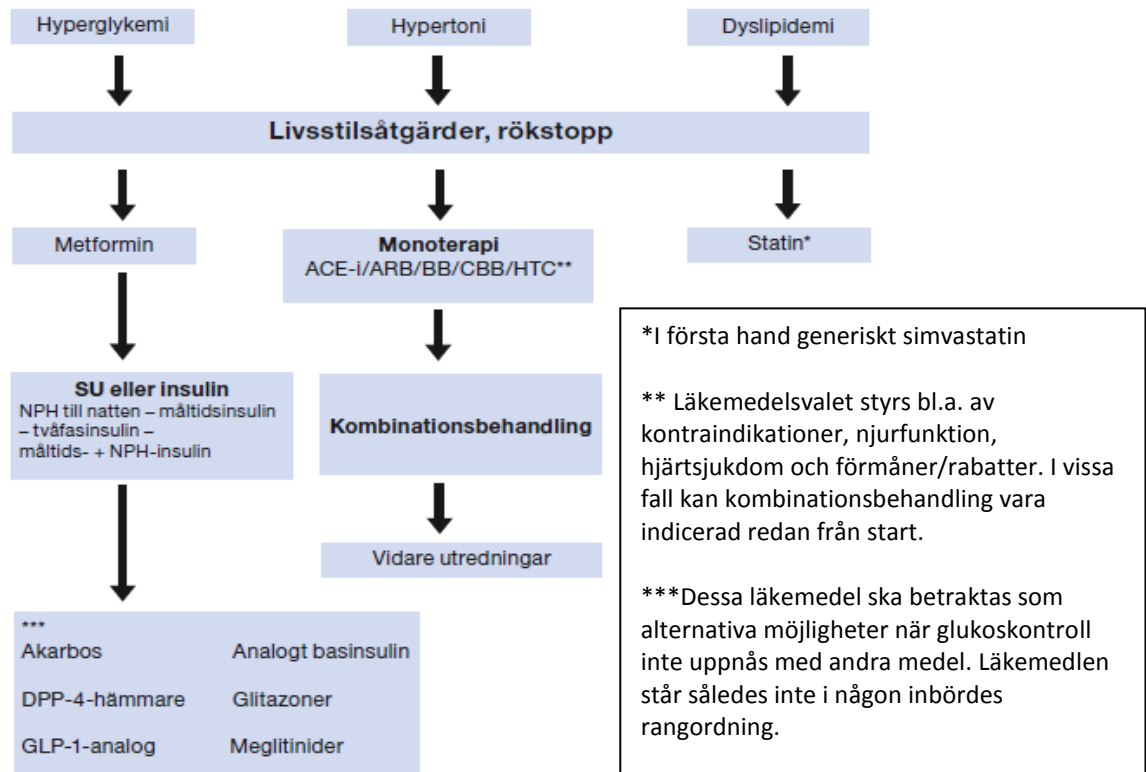 Hyperglykemi
Hypertoni
Dyslipidemi
Livsstilsåtgärder, rökstopp
Metformin
Monoterapi
ACE-i/ARB/BB/CBB/HTC**
Statin*
SU eller insulin
NPH till natten – måltidsinsulin
– tvåfasinsulin –
måltids- + NPH-insulin
Kombinationsbehandling
Vidare utredningar
***
Akarbos
Analogt basinsulin
DPP-4-hämmare
Glitazoner
GLP-1-analog
Meglitinider
*I första hand generiskt simvastatin
** Läkemedelsvalet styrs bl.a. av
kontraindikationer, njurfunktion,
hjärtsjukdom och förmåner/rabatter. I vissa
fall kan kombinationsbehandling vara
indicerad redan från start.
***Dessa läkemedel ska betraktas som
alternativa möjligheter när glukoskontroll
inte uppnås med andra medel. Läkemedlen
står således inte i någon inbördes
rangordning.